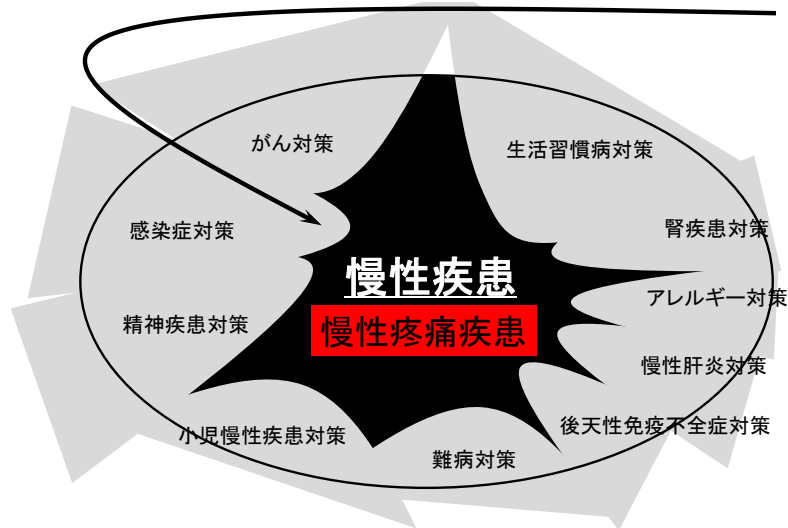 がん対策
生活習慣病対策
感染症対策
腎疾患対策
慢性疾患
アレルギー対策
精神疾患対策
慢性疼痛疾患
慢性肝炎対策
小児慢性疾患対策
後天性免疫不全症対策
難病対策